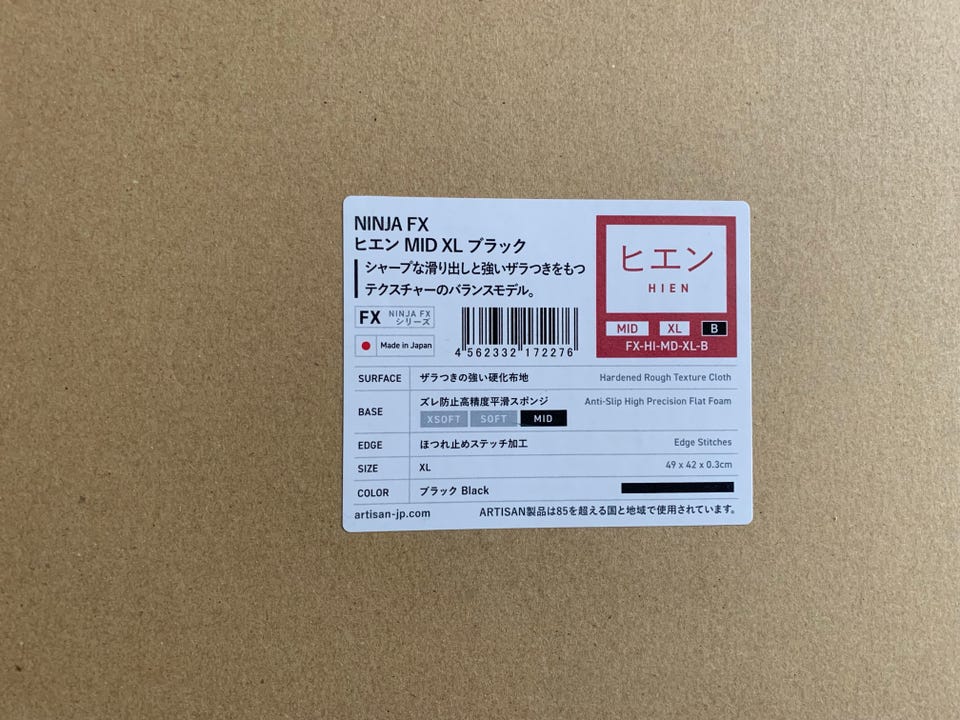 NINJA FX
ヒエン MID XL ブラック
シャープな滑り出しと強いザラつきをもつ
テクスチャーのバランスモデル。
FX NINJA FX シリーズ
Made in Japan
4 562332 172276
ヒエン
HIEN
MID XL B
FX-HI-MD-XL-B
SURFACE ザラつきの強い硬化布地 Hardened Rough Texture Cloth
BASE ズレ防止高精度平滑スポンジ Anti-Slip High Precision Flat Foam
XSOFT SOFT MID
EDGE ほつれ止めステッチ加工 Edge Stitches
SIZE XL 49 x 42 x 0.3cm
COLOR ブラック Black
artisan-jp.com ARTISAN製品は85を超える国と地域で使用されています。